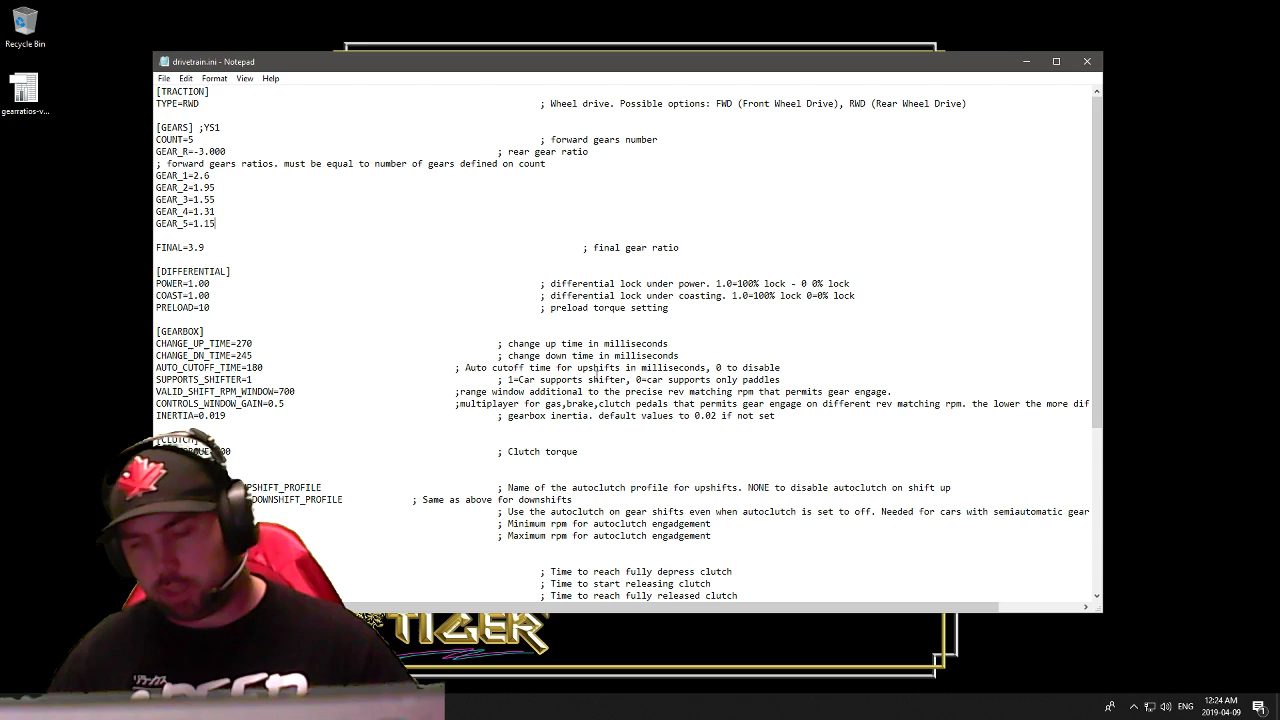 Recycle Bin
gearratios-v...
drivetrain.ini - Notepad
File Edit Format View Help
[TRACTION]
TYPE=RWD ; Wheel drive. Possible options: FWD (Front Wheel Drive), RWD (Rear Wheel Drive)
[GEARS] ;YS1
COUNT=5 ; forward gears number
GEAR_R=-3.000 ; rear gear ratio
; forward gears ratios. must be equal to number of gears defined on count
GEAR_1=2.6
GEAR_2=1.95
GEAR_3=1.55
GEAR_4=1.31
GEAR_5=1.15
FINAL=3.9 ; final gear ratio
[DIFFERENTIAL]
POWER=1.00 ; differential lock under power. 1.0=100% lock - 0 0% lock
COAST=1.00 ; differential lock under coasting. 1.0=100% lock 0=0% lock
PRELOAD=10 ; preload torque setting
[GEARBOX]
CHANGE_UP_TIME=270 ; change up time in milliseconds
CHANGE_DN_TIME=245 ; change down time in milliseconds
AUTO_CUTOFF_TIME=180 ; Auto cutoff time for upshifts in milliseconds, 0 to disable
SUPPORTS_SHIFTER=1 ; 1=Car supports shifter, 0=car supports only paddles
VALID_SHIFT_RPM_WINDOW=700 ;range window additional to the precise rev matching rpm that permits gear engage.
CONTROLS_WINDOW_GAIN=0.5 ;multiplayer for gas,brake,clutch pedals that permits gear engage on different rev matching rpm. the lower the more dif
INERTIA=0.019 ; gearbox inertia. default values to 0.02 if not set
[CLUTCH]
; Clutch torque
UPSHIFT_PROFILE ; Name of the autoclutch profile for upshifts. NONE to disable autoclutch on shift up
DOWNSHIFT_PROFILE ; Same as above for downshifts
; Use the autoclutch on gear shifts even when autoclutch is set to off. Needed for cars with semiautomatic gear
; Minimum rpm for autoclutch engadgement
; Maximum rpm for autoclutch engadgement
; Time to reach fully depress clutch
; Time to start releasing clutch
; Time to reach fully released clutch
TIGER
リラックス
ENG
12:24 AM
2019-04-09